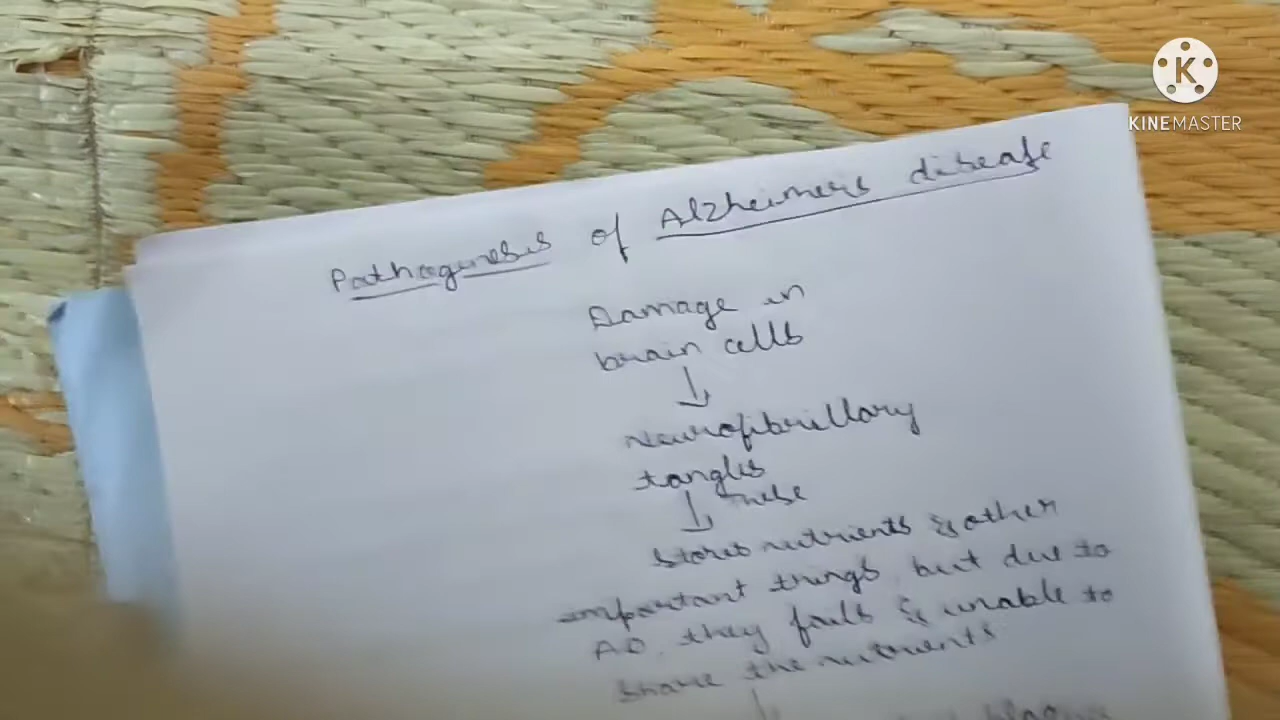 KINEMASTER
Pathogenesis of Alzheimers disease
Damage in
brain cells
Neurofibrillary
tangles
these
stores nutrients & other
important things, but due to
AD, they fails & unable to
share the nutrients
plaques